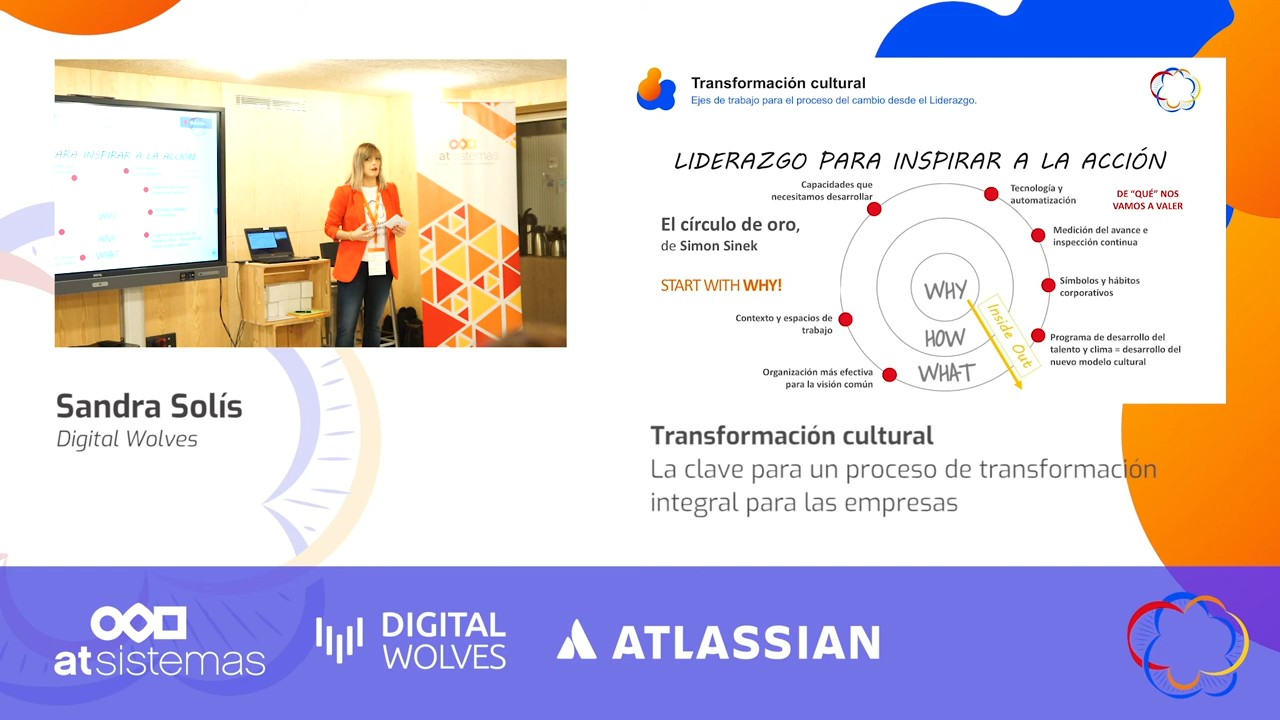 ARA INSPIRAR A LA ACCIÓN
WHY
HOW
WHAT
atsistemas
Sandra Solís
Digital Wolves
Transformación cultural
Ejes de trabajo para el proceso del cambio desde el Liderazgo.
LIDERAZGO PARA INSPIRAR A LA ACCIÓN
El círculo de oro,
de Simon Sinek
START WITH WHY!
Capacidades que
necesitamos desarrollar
Contexto y espacios de
trabajo
Organización más efectiva
para la visión común
WHY
HOW
WHAT
Inside Out
Tecnología y
automatización
DE “QUÉ” NOS
VAMOS A VALER
Medición del avance e
inspección continua
Símbolos y hábitos
corporativos
Programa de desarrollo del
talento y clima = desarrollo del
nuevo modelo cultural
Transformación cultural
La clave para un proceso de transformación
integral para las empresas
atsistemas
DIGITAL
WOLVES
ATLASSIAN